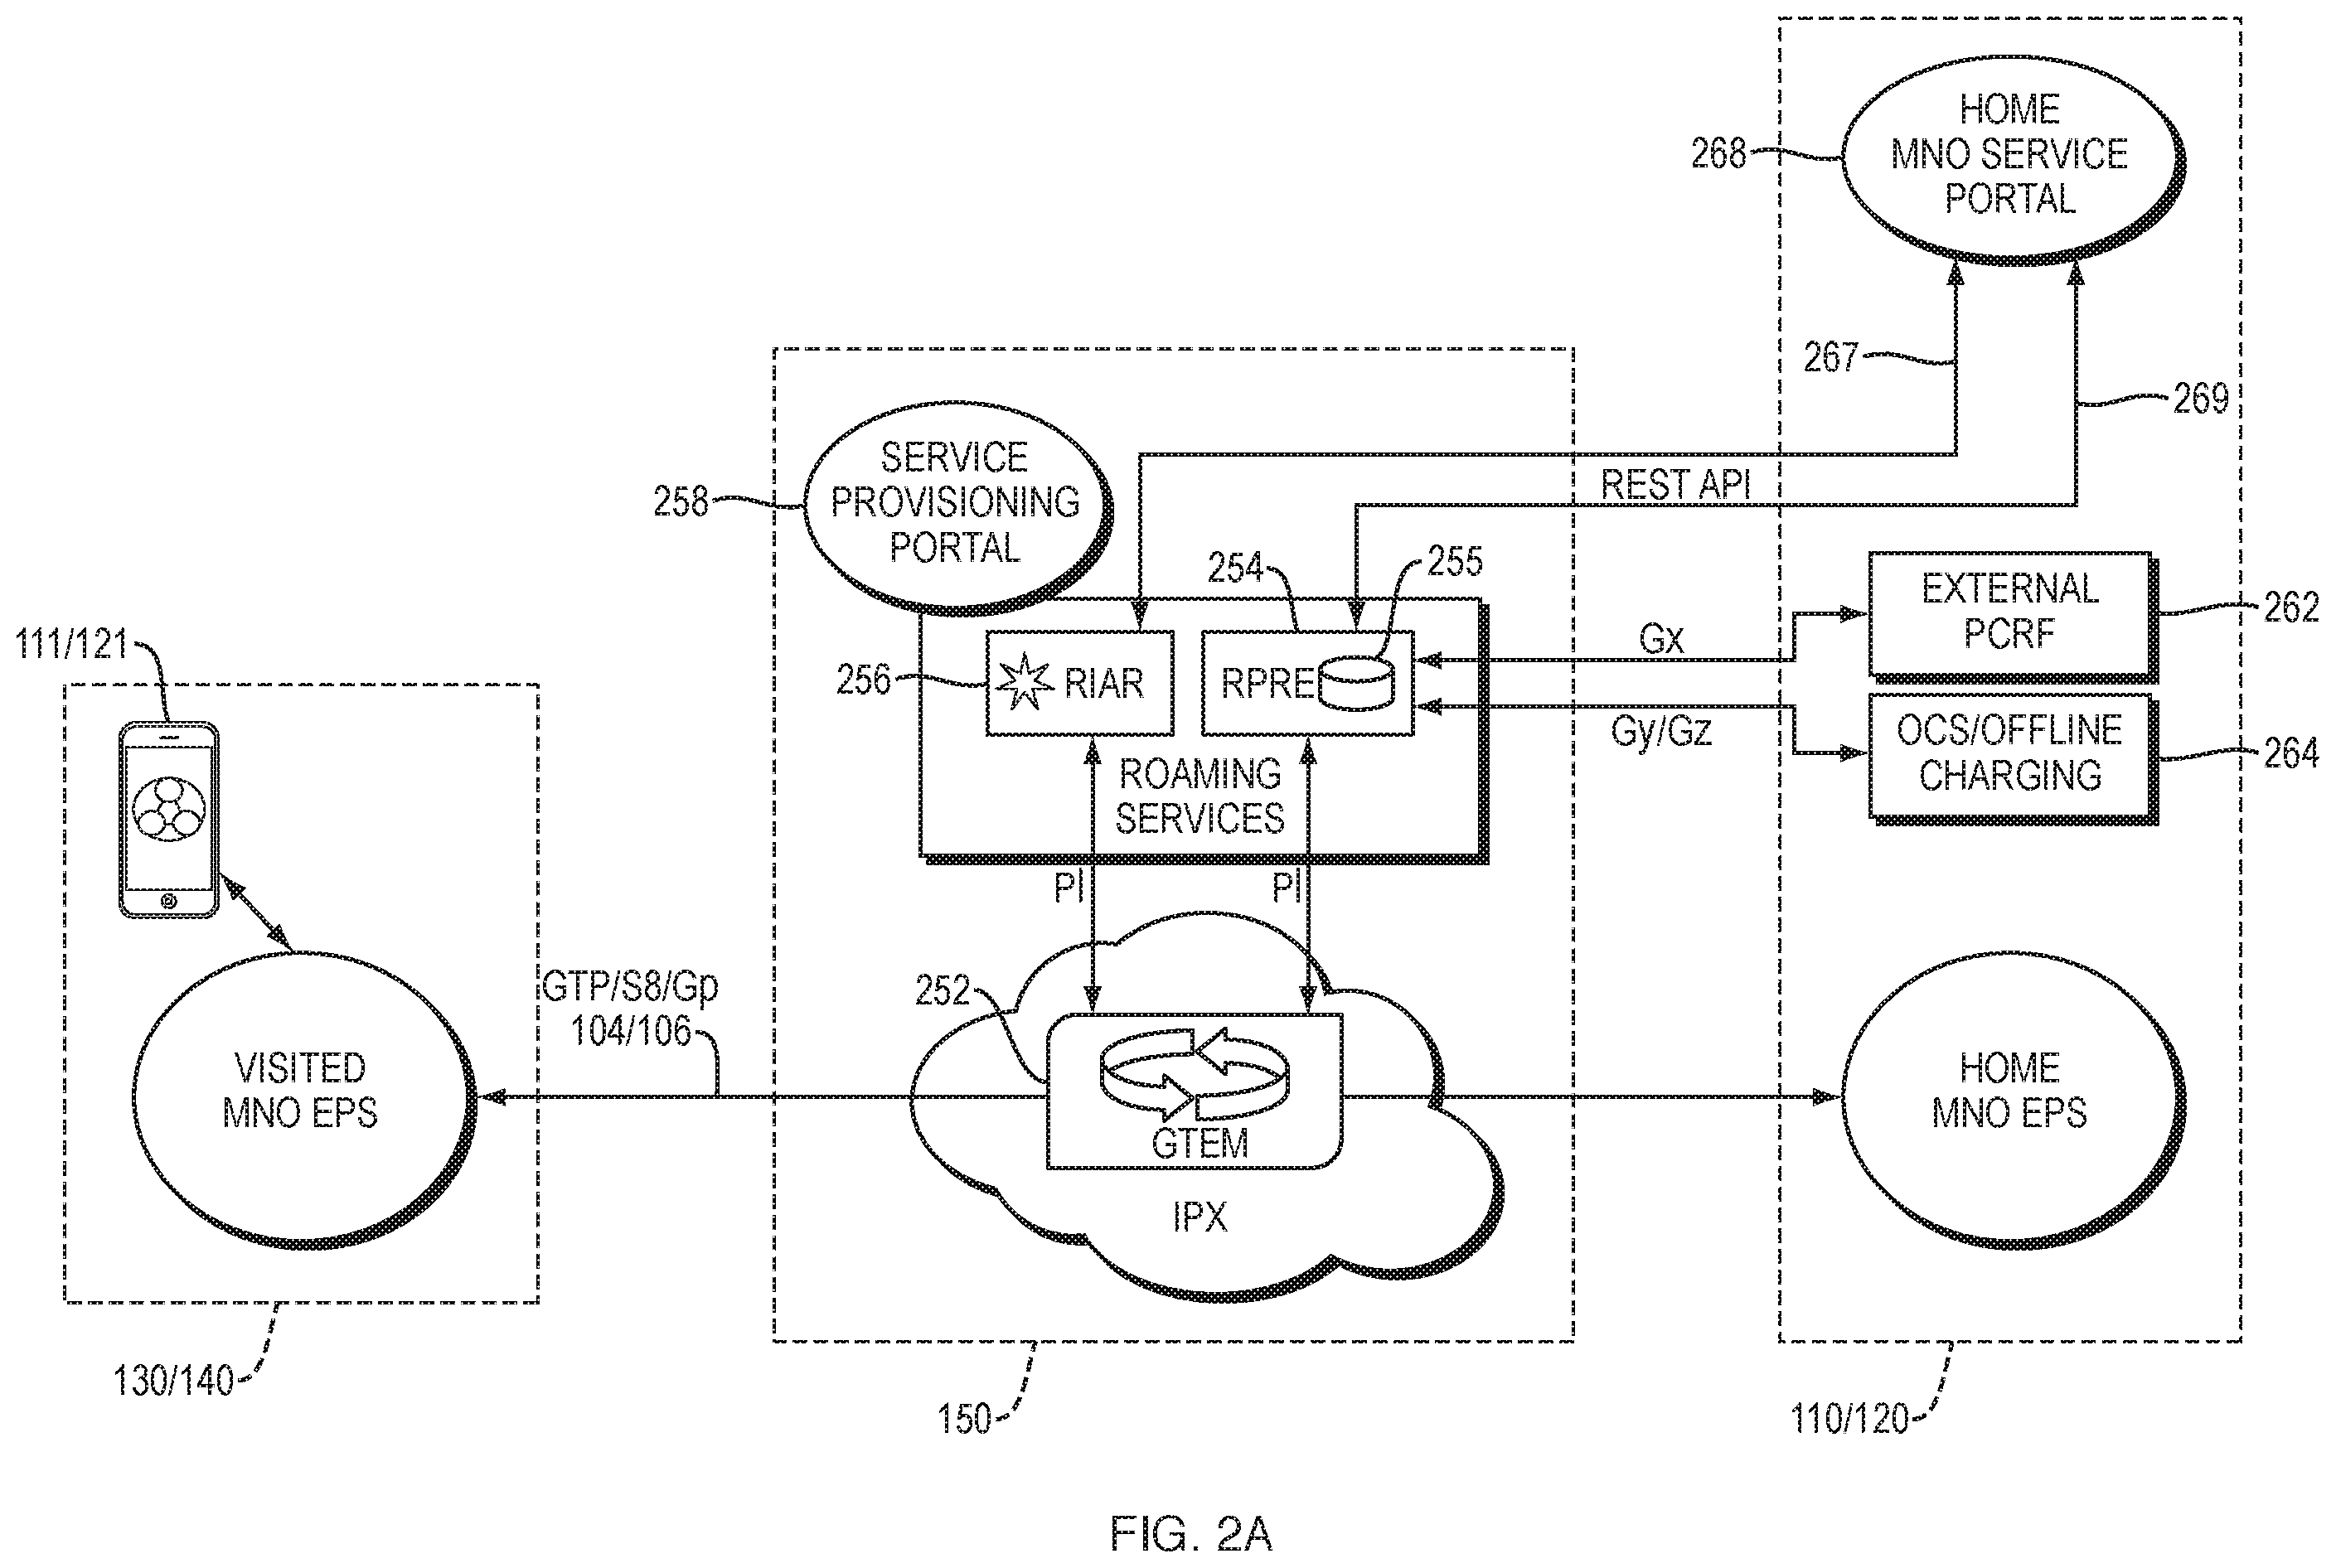 HOME
MNO SERVICE
PORTAL
268
267
269
SERVICE
PROVISIONING
PORTAL
258
REST API
254
255
EXTERNAL
PCRF
262
Gx
111/121
256
RIAR
RPRE
Gy/Gz
OCS/OFFLINE
CHARGING
264
ROAMING
SERVICES
PI
PI
GTP/S8/Gp
104/106
252
VISITED
MNO EPS
GTEM
IPX
HOME
MNO EPS
130/140
150
110/120
FIG. 2A